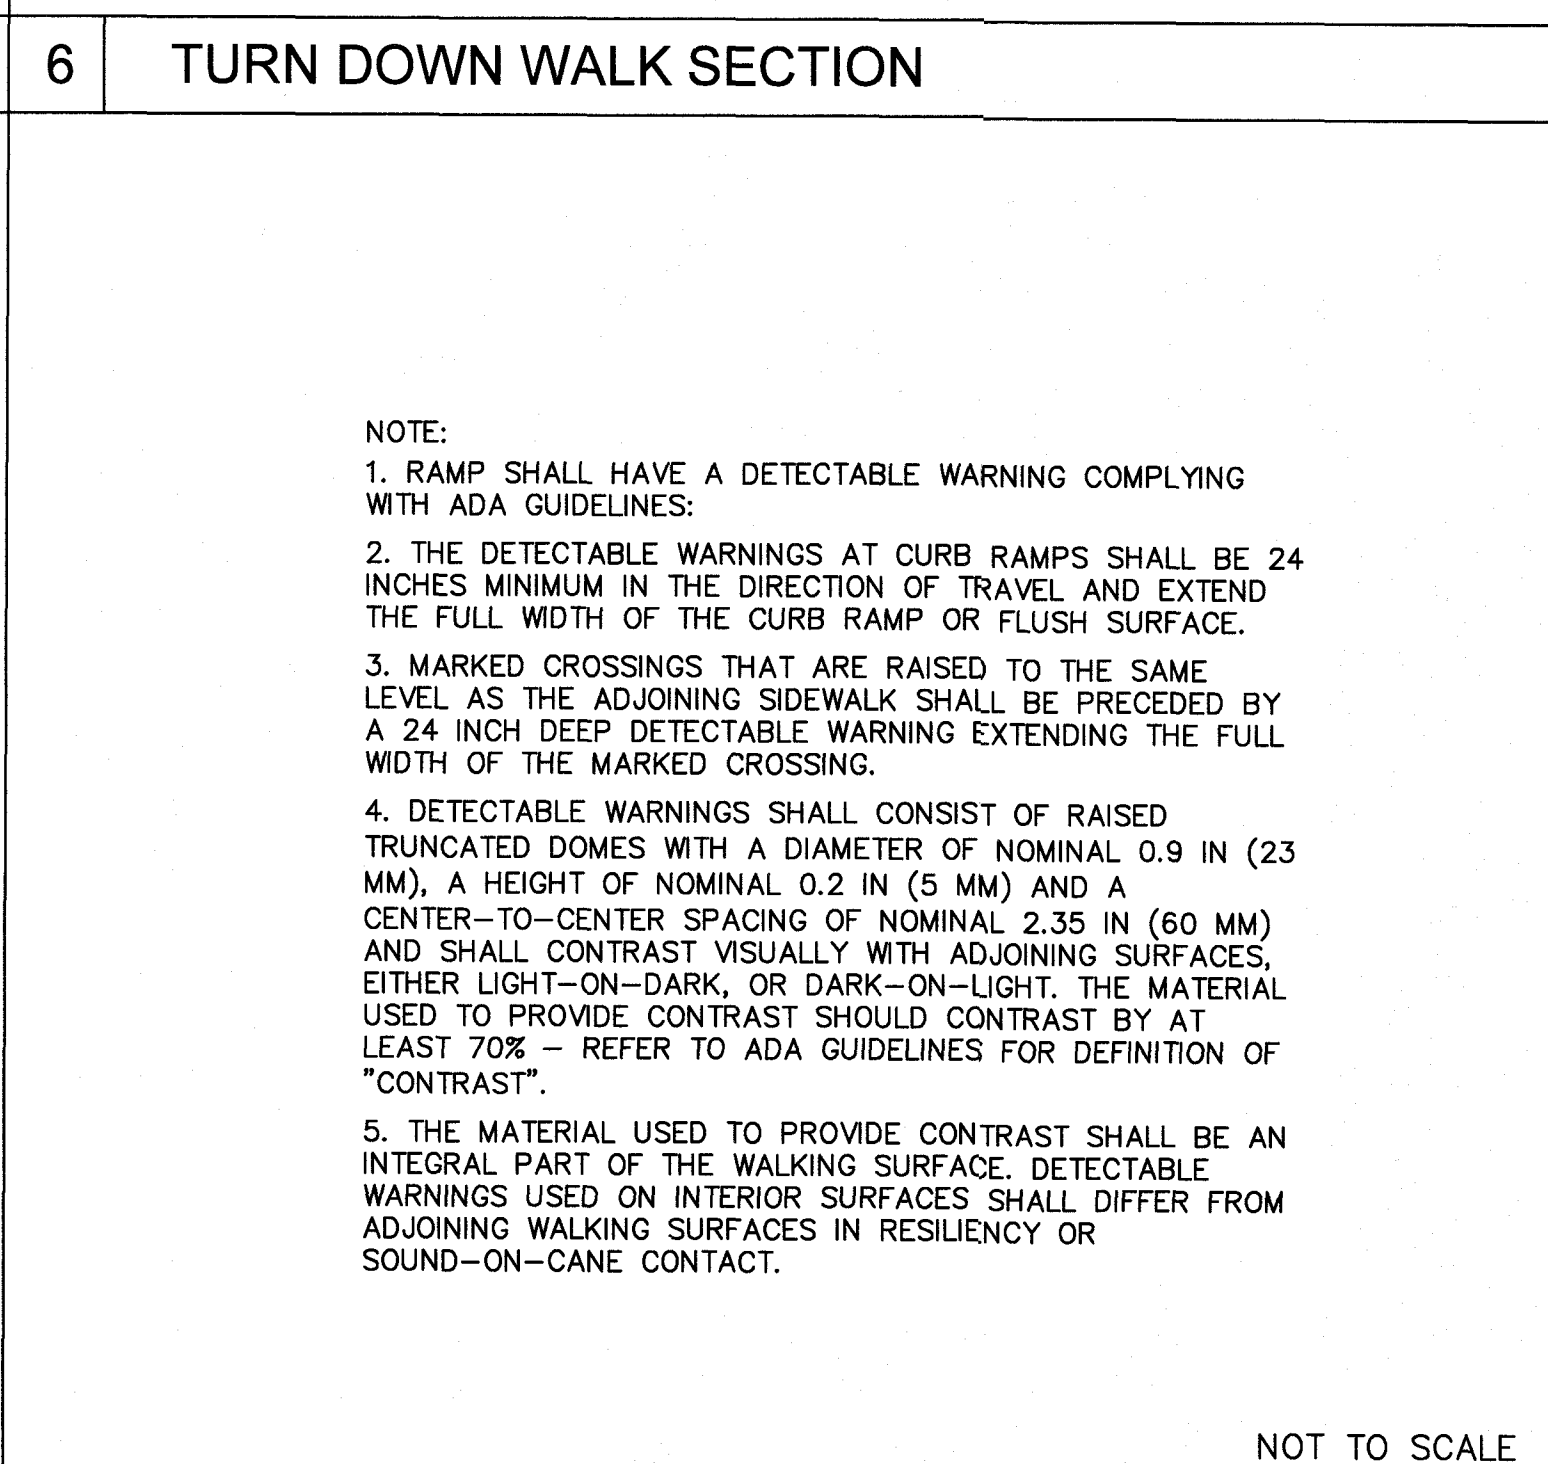 6 TURN DOWN WALK SECTION
NOTE:
1. RAMP SHALL HAVE A DETECTABLE WARNING COMPLYING
WITH ADA GUIDELINES:
2. THE DETECTABLE WARNINGS AT CURB RAMPS SHALL BE 24
INCHES MINIMUM IN THE DIRECTION OF TRAVEL AND EXTEND
THE FULL WIDTH OF THE CURB RAMP OR FLUSH SURFACE.
3. MARKED CROSSINGS THAT ARE RAISED TO THE SAME
LEVEL AS THE ADJOINING SIDEWALK SHALL BE PRECEDED BY
A 24 INCH DEEP DETECTABLE WARNING EXTENDING THE FULL
WIDTH OF THE MARKED CROSSING.
4. DETECTABLE WARNINGS SHALL CONSIST OF RAISED
TRUNCATED DOMES WITH A DIAMETER OF NOMINAL 0.9 IN (23
MM), A HEIGHT OF NOMINAL 0.2 IN (5 MM) AND A
CENTER–TO–CENTER SPACING OF NOMINAL 2.35 IN (60 MM)
AND SHALL CONTRAST VISUALLY WITH ADJOINING SURFACES,
EITHER LIGHT–ON–DARK, OR DARK–ON–LIGHT. THE MATERIAL
USED TO PROVIDE CONTRAST SHOULD CONTRAST BY AT
LEAST 70% – REFER TO ADA GUIDELINES FOR DEFINITION OF
"CONTRAST".
5. THE MATERIAL USED TO PROVIDE CONTRAST SHALL BE AN
INTEGRAL PART OF THE WALKING SURFACE. DETECTABLE
WARNINGS USED ON INTERIOR SURFACES SHALL DIFFER FROM
ADJOINING WALKING SURFACES IN RESILIENCY OR
SOUND–ON–CANE CONTACT.
NOT TO SCALE